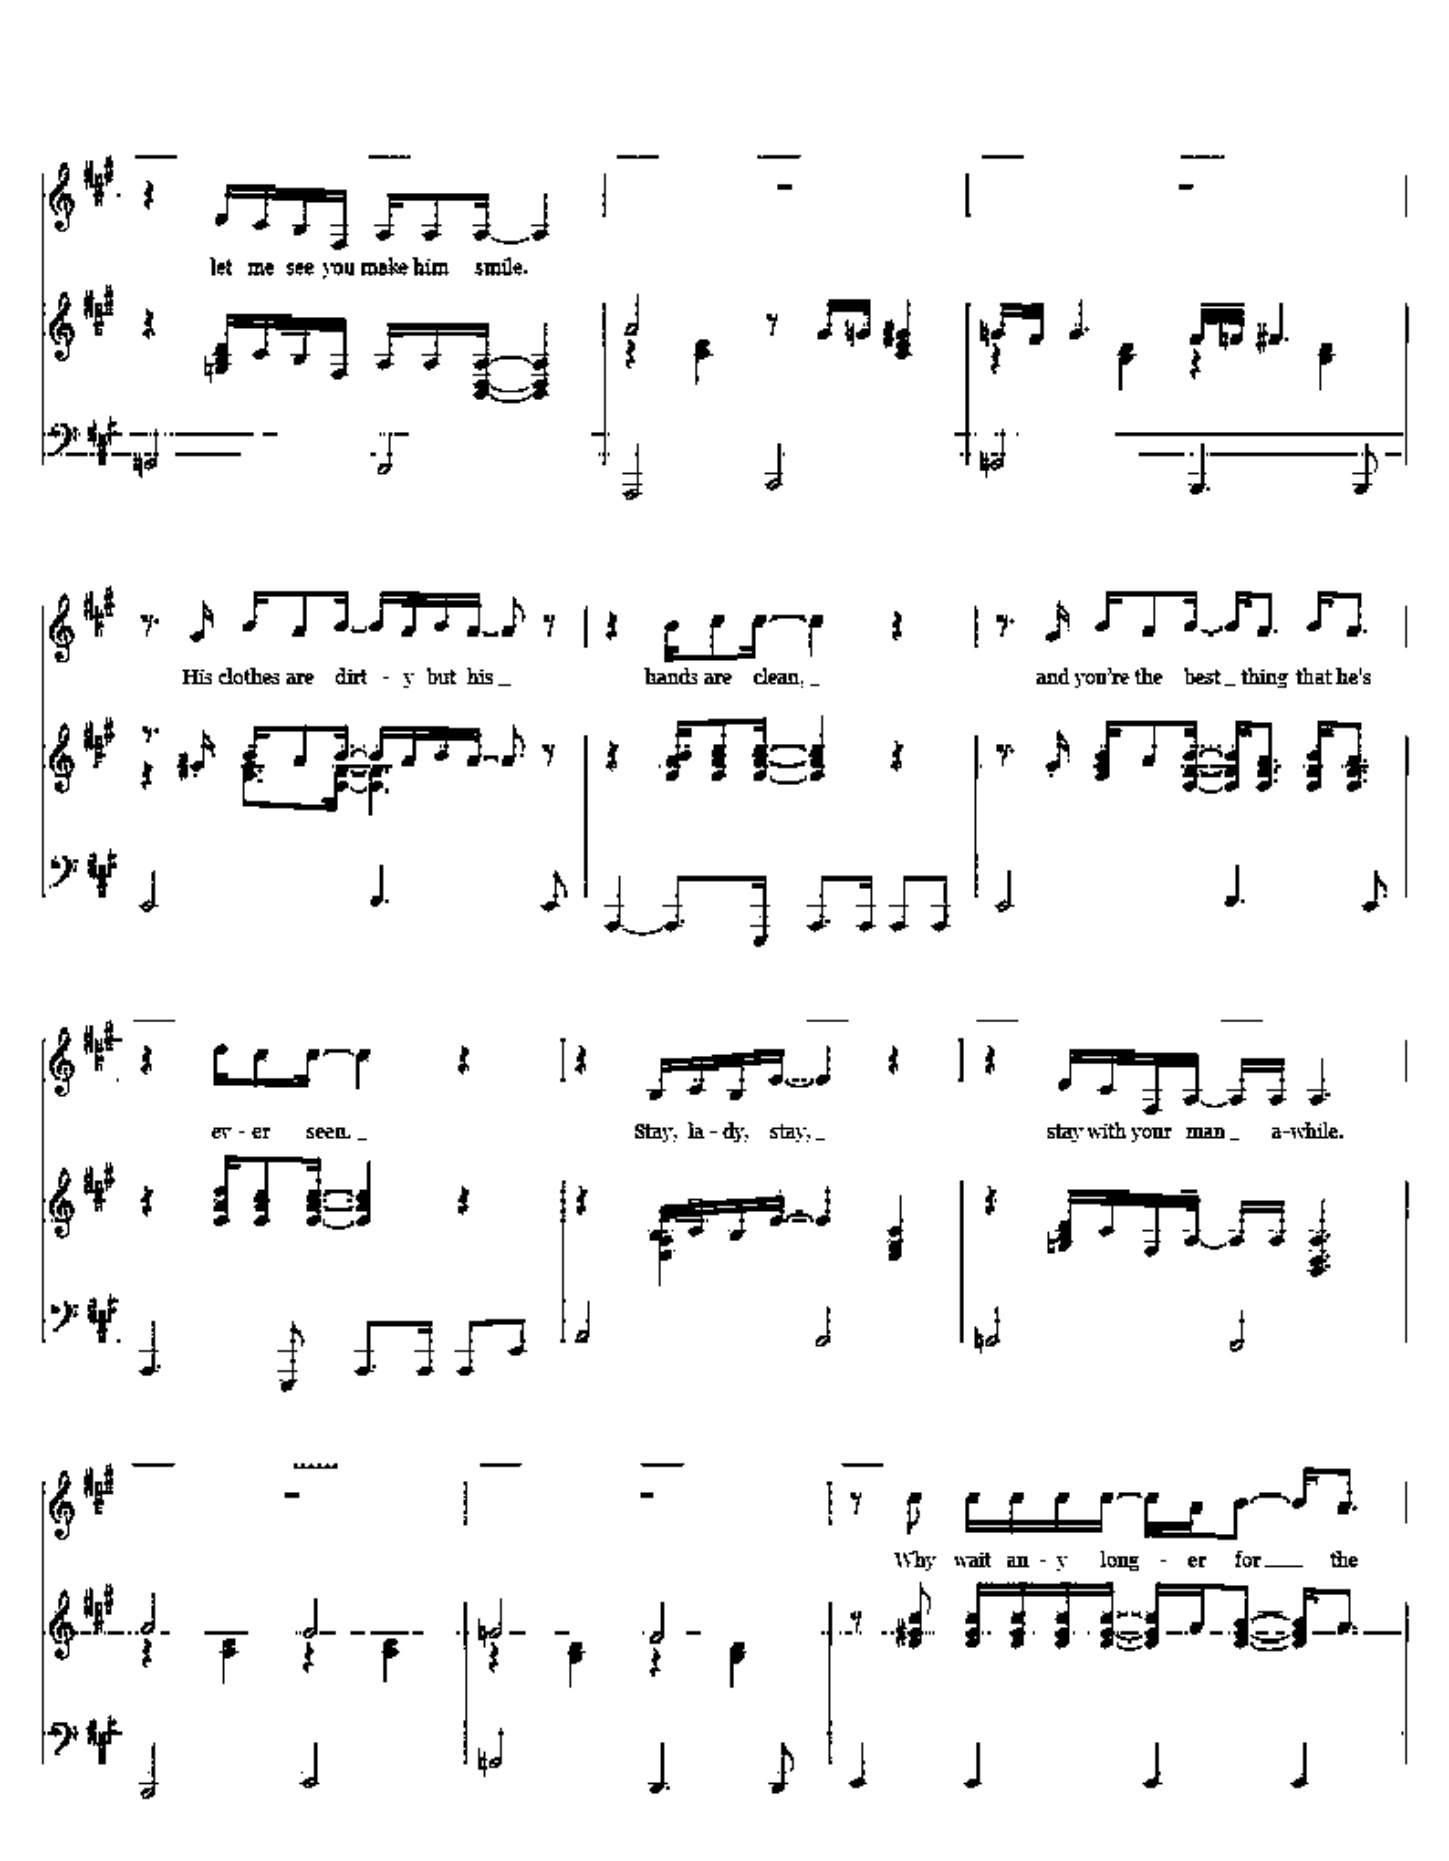 let me see you make him smile.
His clothes are dirt - y but his _ hands are clean, _ and you're the best _ thing that he's
ev - er seen. _ Stay, la - dy, stay, _ stay with your man _ a-while.
Why wait an - y long - er for ___ the